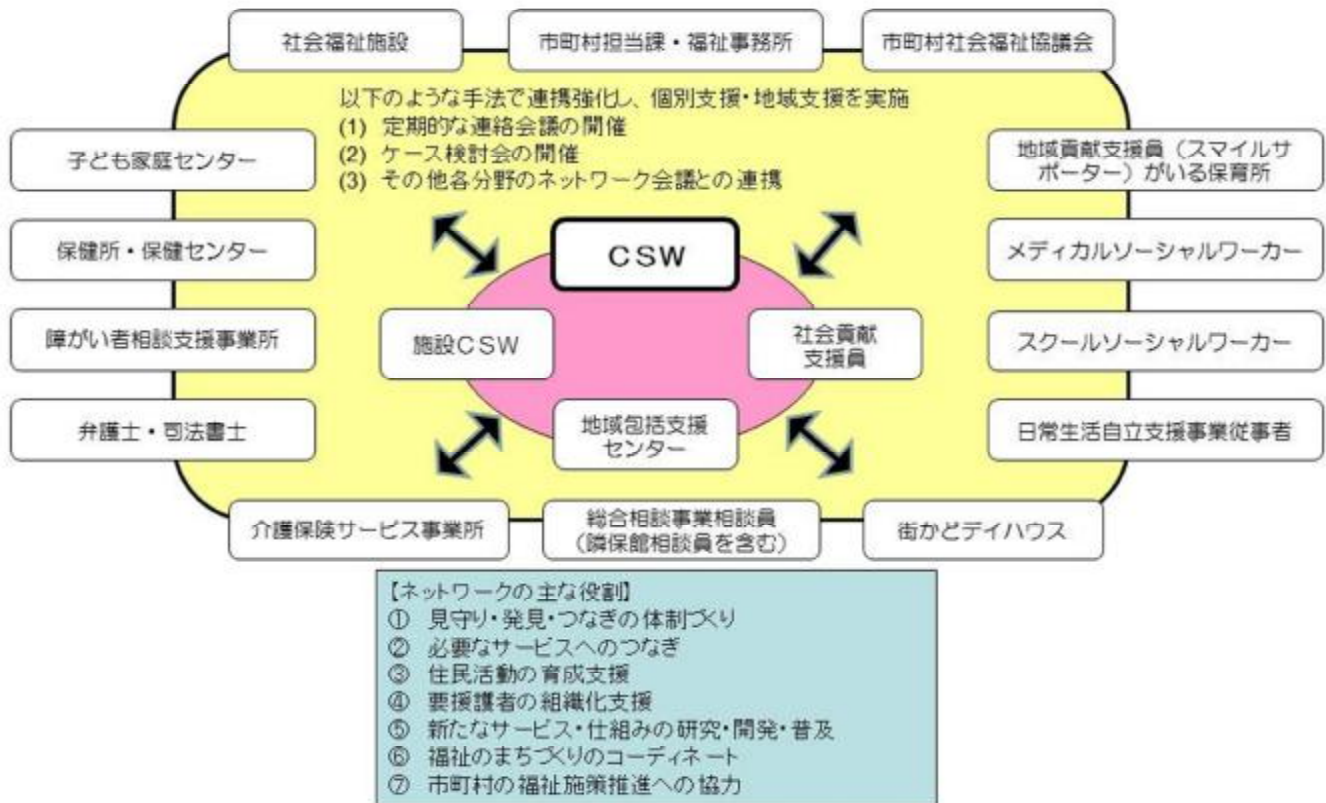 社会福祉施設
市町村担当課・福祉事務所
市町村社会福祉協議会
以下のような手法で連携強化し、個別支援・地域支援を実施
(1) 定期的な連絡会議の開催
(2) ケース検討会の開催
(3) その他各分野のネットワーク会議との連携
子ども家庭センター
保健所・保健センター
障がい者相談支援事業所
弁護士・司法書士
地域貢献支援員（スマイルサ
ポーター）がいる保育所
メディカルソーシャルワーカー
スクールソーシャルワーカー
日常生活自立支援事業従事者
CSW
施設CSW
社会貢献
支援員
地域包括支援
センター
介護保険サービス事業所
総合相談事業相談員
（隣保館相談員を含む）
街かどデイハウス
【ネットワークの主な役割】
① 見守り・発見・つなぎの体制づくり
② 必要なサービスへのつなぎ
③ 住民活動の育成支援
④ 要援護者の組織化支援
⑤ 新たなサービス・仕組みの研究・開発・普及
⑥ 福祉のまちづくりのコーディネート
⑦ 市町村の福祉施策推進への協力